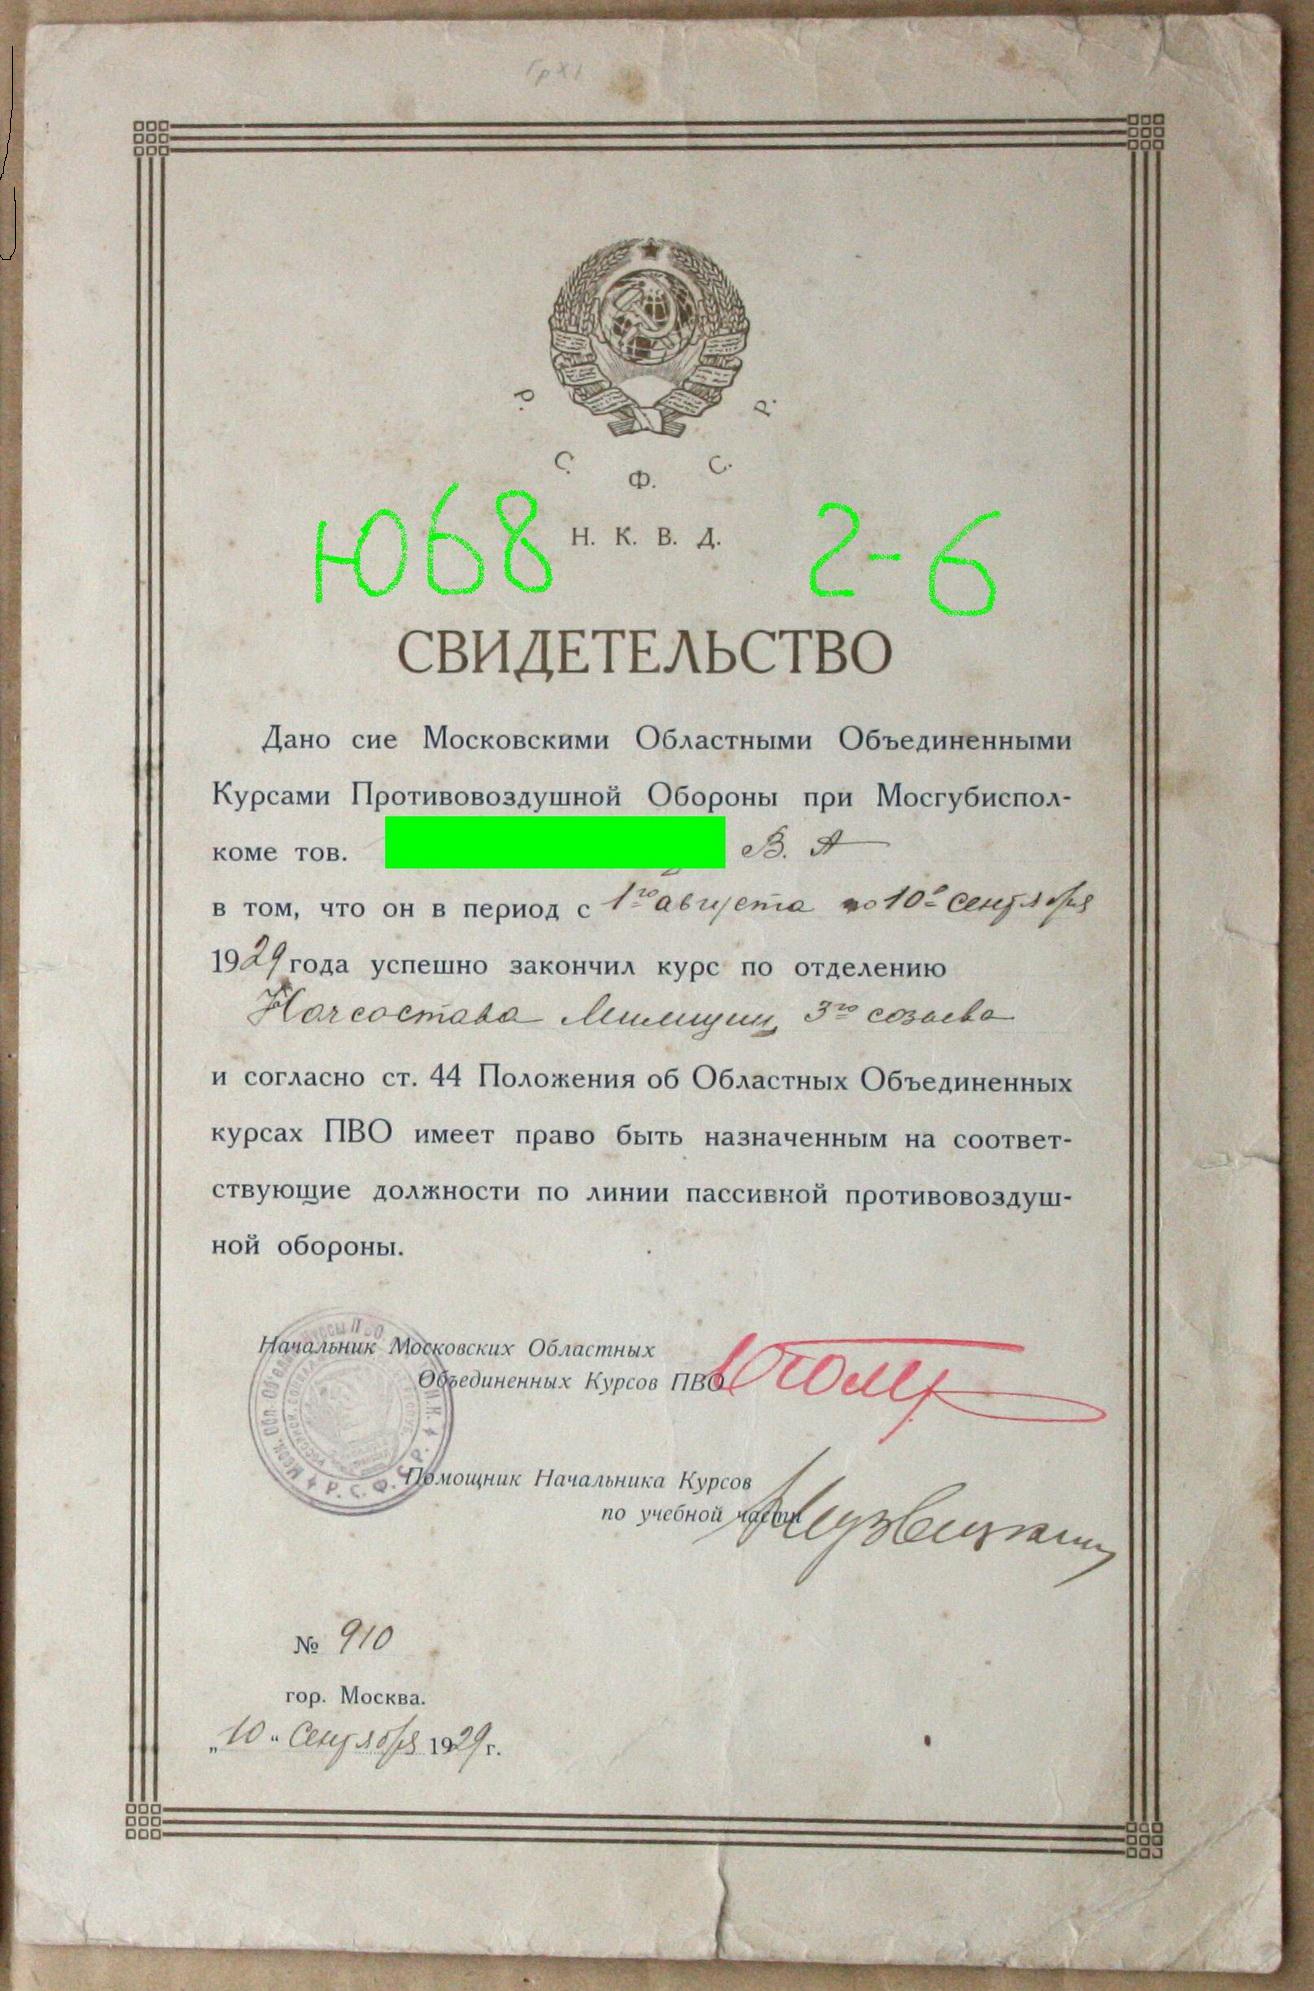 Р. С. Ф. С. Р.
Н. К. В. Д.
Ю68 2-6
СВИДЕТЕЛЬСТВО
Дано сие Московскими Областными Объединенными
Курсами Противовоздушной Обороны при Мосгубиспол-
коме тов. В. А
в том, что он в период с 1го августа по 10е сентября
1929 года успешно закончил курс по отделению
Начсостава Милиции 3го созыва
и согласно ст. 44 Положения об Областных Объединенных
курсах ПВО имеет право быть назначенным на соответ-
ствующие должности по линии пассивной противовоздуш-
ной обороны.
Начальник Московских Областных
Объединенных Курсов ПВО
Помощник Начальника Курсов
по учебной части
Р. С. Ф. С. Р.
№ 910
гор. Москва.
„10" сентября 1929 г.